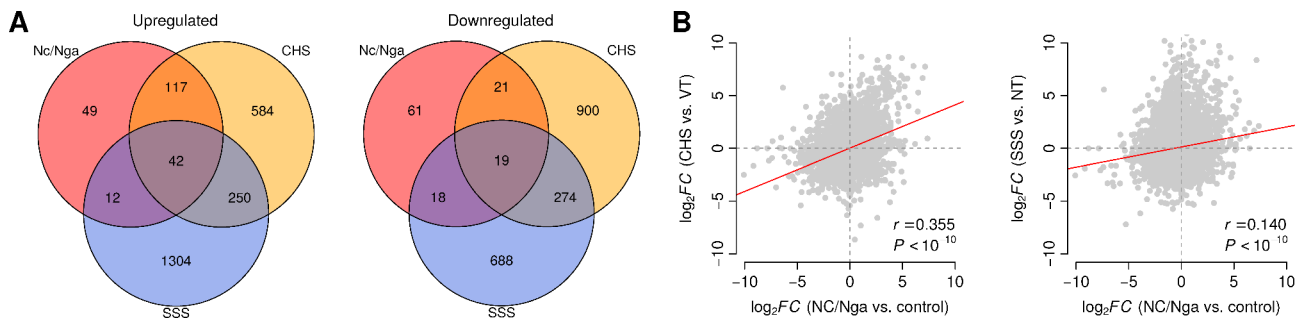 A
Upregulated
Nc/Nga
CHS
117
49
584
42
12
250
1304
SSS
Downregulated
Nc/Nga
CHS
21
61
900
19
18
274
688
SSS
B
10
5
0
−5
−10
log₂FC (CHS vs. VT)
r = 0.355
P < 10 ¹⁰
−10
−5
0
5
10
log₂FC (NC/Nga vs. control)
10
5
0
−5
−10
log₂FC (SSS vs. NT)
r = 0.140
P < 10 ¹⁰
−10
−5
0
5
10
log₂FC (NC/Nga vs. control)